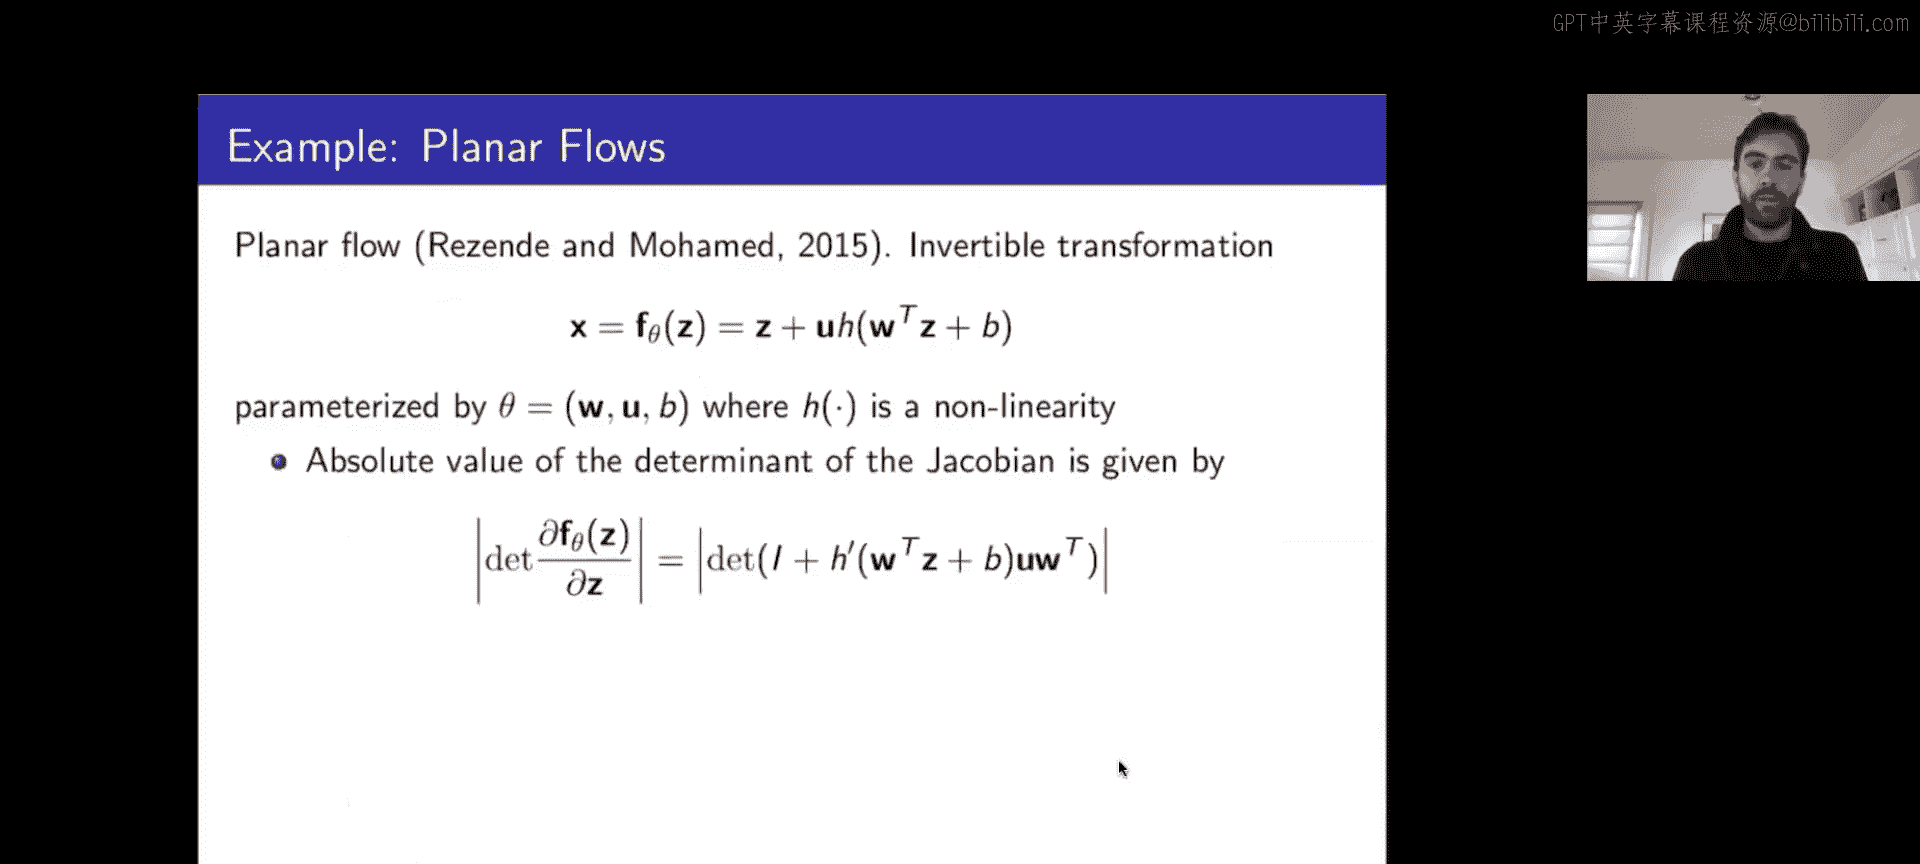 GPT中英字幕课程资源@bilibili.com
Example: Planar Flows
Planar flow (Rezende and Mohamed, 2015). Invertible transformation
x = f_θ(z) = z + uh(w^T z + b)
parameterized by θ = (w, u, b) where h(·) is a non-linearity
Absolute value of the determinant of the Jacobian is given by
|det ∂f_θ(z)/∂z| = |det(I + h′(w^T z + b)uw^T)|